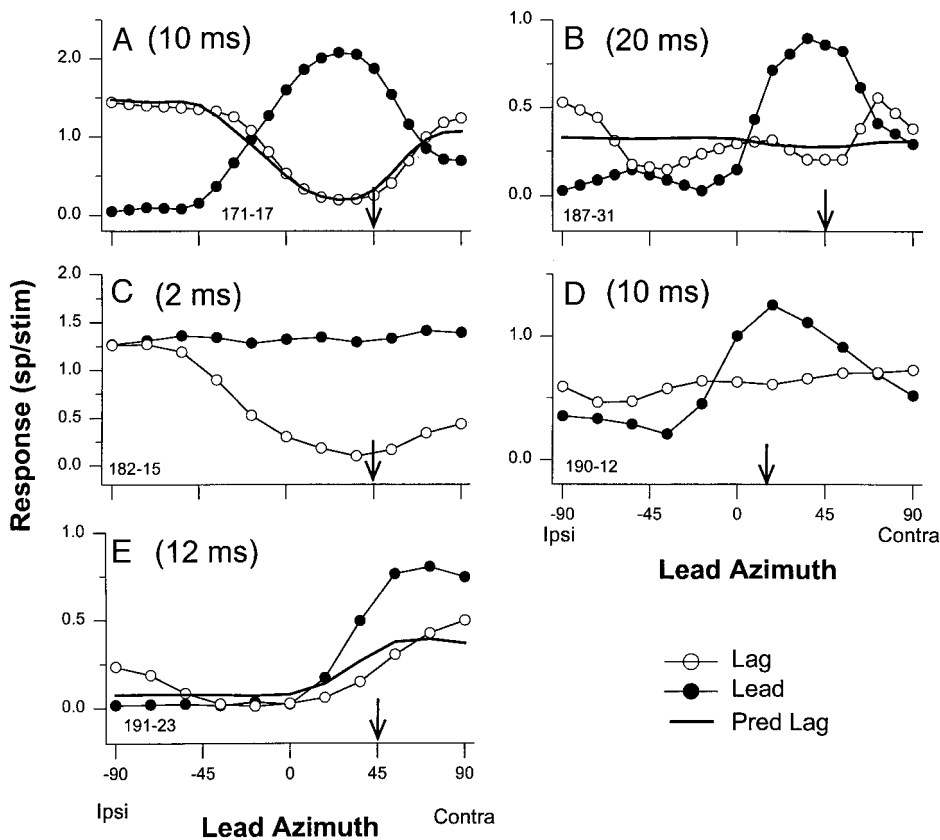 A (10 ms)
2.0
1.0
0.0
171-17
B (20 ms)
1.0
0.5
0.0
187-31
C (2 ms)
2.0
1.5
1.0
0.5
0.0
182-15
D (10 ms)
1.0
0.0
190-12
-90 -45 0 45 90
Ipsi Contra
Lead Azimuth
E (12 ms)
1.0
0.5
0.0
191-23
-90 -45 0 45 90
Ipsi Contra
Lead Azimuth
Response (sp/stim)
Lag
Lead
Pred Lag